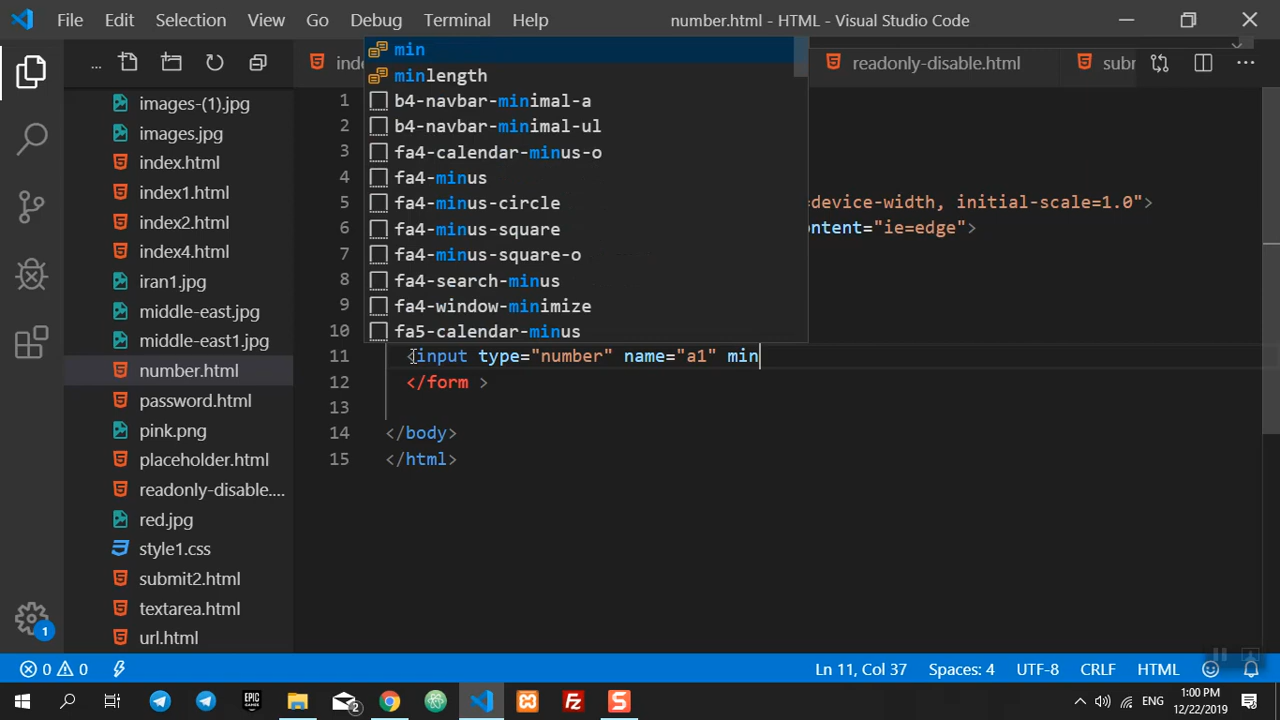 File Edit Selection View Go Debug Terminal Help
number.html - HTML - Visual Studio Code
...
readonly-disable.html
images-(1).jpg
images.jpg
index.html
index1.html
index2.html
index4.html
iran1.jpg
middle-east.jpg
middle-east1.jpg
number.html
password.html
pink.png
placeholder.html
readonly-disable....
red.jpg
style1.css
submit2.html
textarea.html
url.html
min
minlength
b4-navbar-minimal-a
b4-navbar-minimal-ul
fa4-calendar-minus-o
fa4-minus
fa4-minus-circle
fa4-minus-square
fa4-minus-square-o
fa4-search-minus
fa4-window-minimize
fa5-calendar-minus
1
2
3
4
5 =device-width, initial-scale=1.0">
6 ontent="ie=edge">
7
8
9
10
11 <input type="number" name="a1" min
12 </form >
13
14 </body>
15 </html>
1
0 0
Ln 11, Col 37 Spaces: 4 UTF-8 CRLF HTML
2
ENG
1:00 PM
12/22/2019